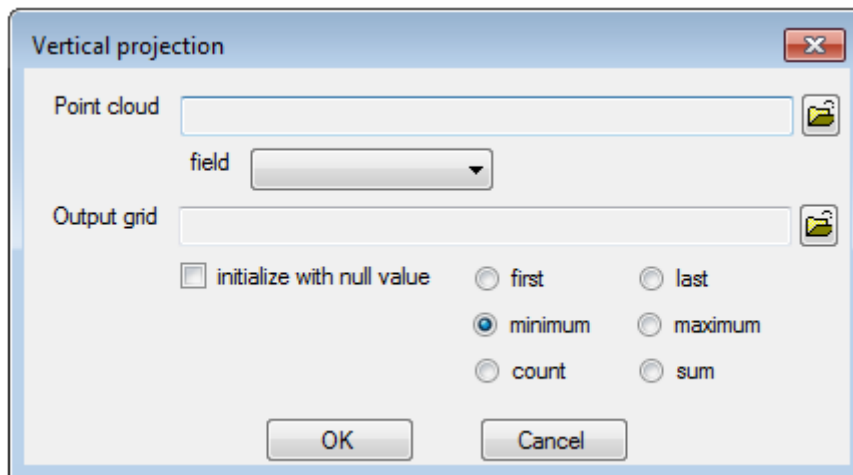 Vertical projection
Point cloud
field
Output grid
initialize with null value first last
minimum maximum
count sum
OK Cancel